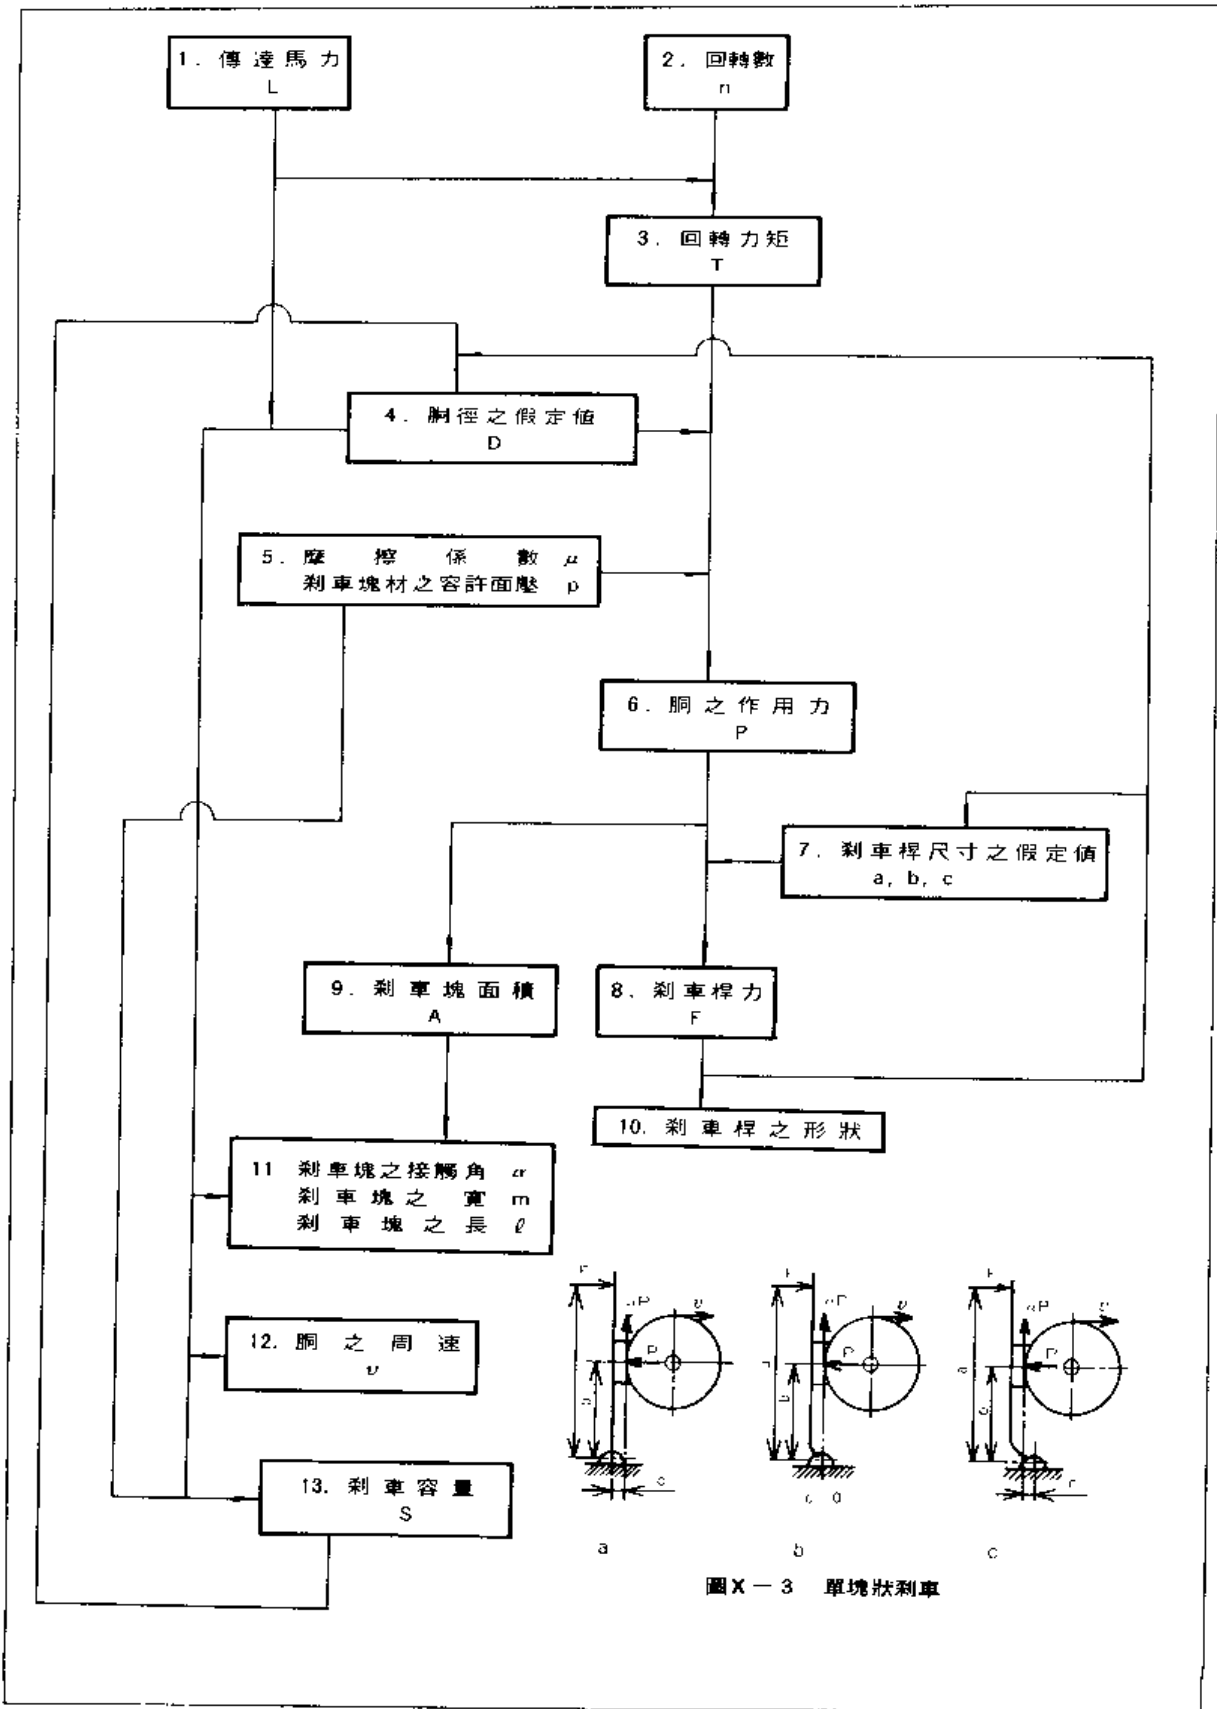 1. 傳達馬力
L
2. 回轉數
n
3. 回轉力矩
T
4. 胴徑之假定値
D
5. 摩擦係數 μ
剎車塊材之容許面壓 p
6. 胴之作用力
P
7. 剎車桿尺寸之假定値
a, b, c
9. 剎車塊面積
A
8. 剎車桿力
F
10. 剎車桿之形狀
11 剎車塊之接觸角 α
剎車塊之寬 m
剎車塊之長 ℓ
12. 胴之周速
υ
13. 剎車容量
S
P
P
a
b
c
圖X－3 單塊狀剎車